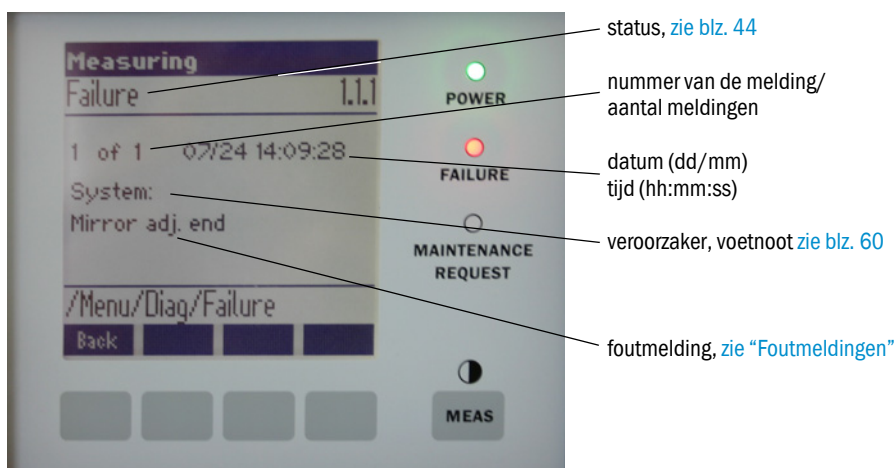 Measuring
Failure 1.1.1
1 of 1 07/24 14:09:28
System:
Mirror adj. end
/Menu/Diag/Failure
Back
POWER
FAILURE
MAINTENANCE
REQUEST
MEAS
status, zie blz. 44
nummer van de melding/
aantal meldingen
datum (dd/mm)
tijd (hh:mm:ss)
veroorzaker, voetnoot zie blz. 60
foutmelding, zie “Foutmeldingen”